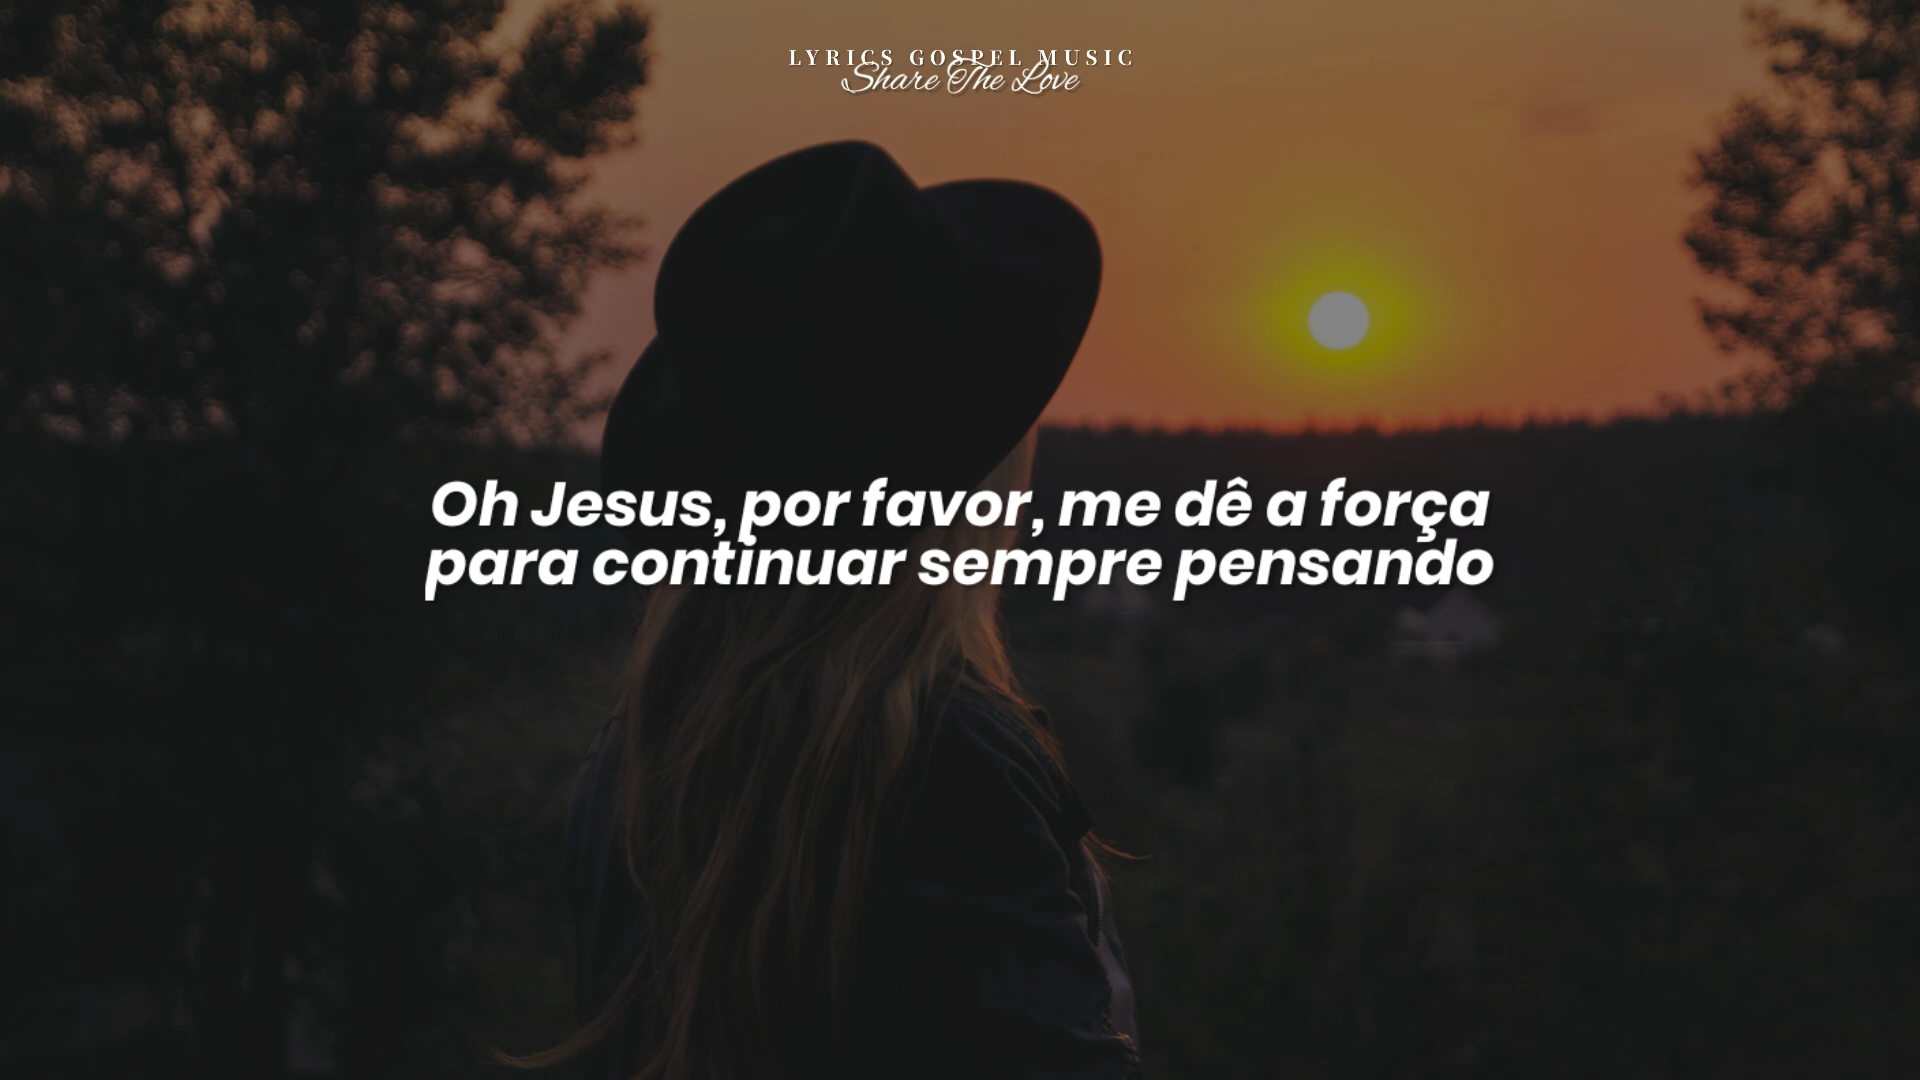 LYRICS GOSPEL MUSIC
Share The Love
Oh Jesus, por favor, me dê a força
para continuar sempre pensando